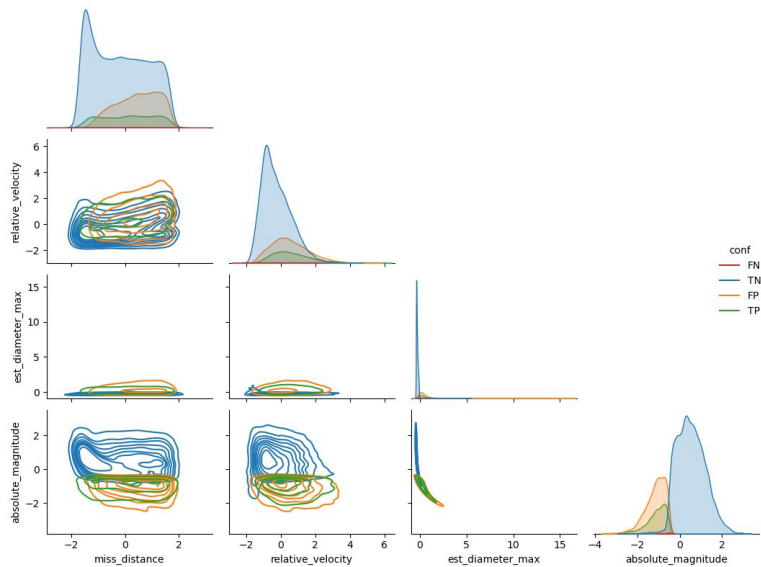 relative_velocity
6
4
2
0
−2
conf
FN
TN
FP
TP
est_diameter_max
15
10
5
0
absolute_magnitude
2
0
−2
−2
0
2
miss_distance
−2
0
2
4
6
relative_velocity
0
5
10
15
est_diameter_max
−4
−2
0
2
absolute_magnitude